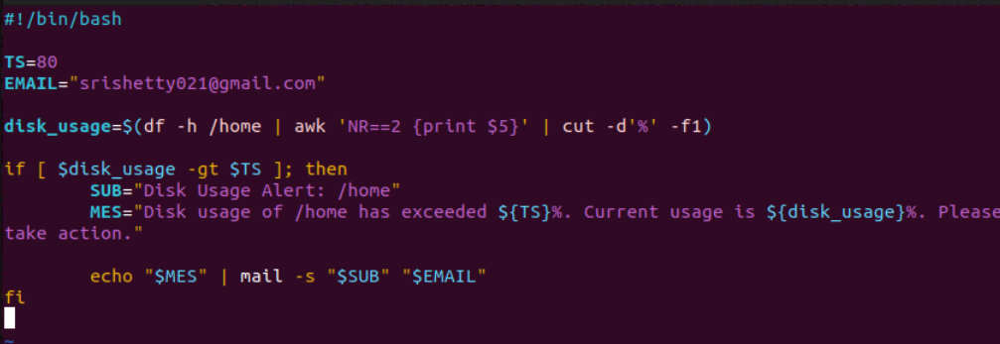 #!/bin/bash
TS=80
EMAIL="srishetty021@gmail.com"
disk_usage=$(df -h /home | awk 'NR==2 {print $5}' | cut -d'%' -f1)
if [ $disk_usage -gt $TS ]; then
SUB="Disk Usage Alert: /home"
MES="Disk usage of /home has exceeded ${TS}%. Current usage is ${disk_usage}%. Please
take action."
echo "$MES" | mail -s "$SUB" "$EMAIL"
fi
~